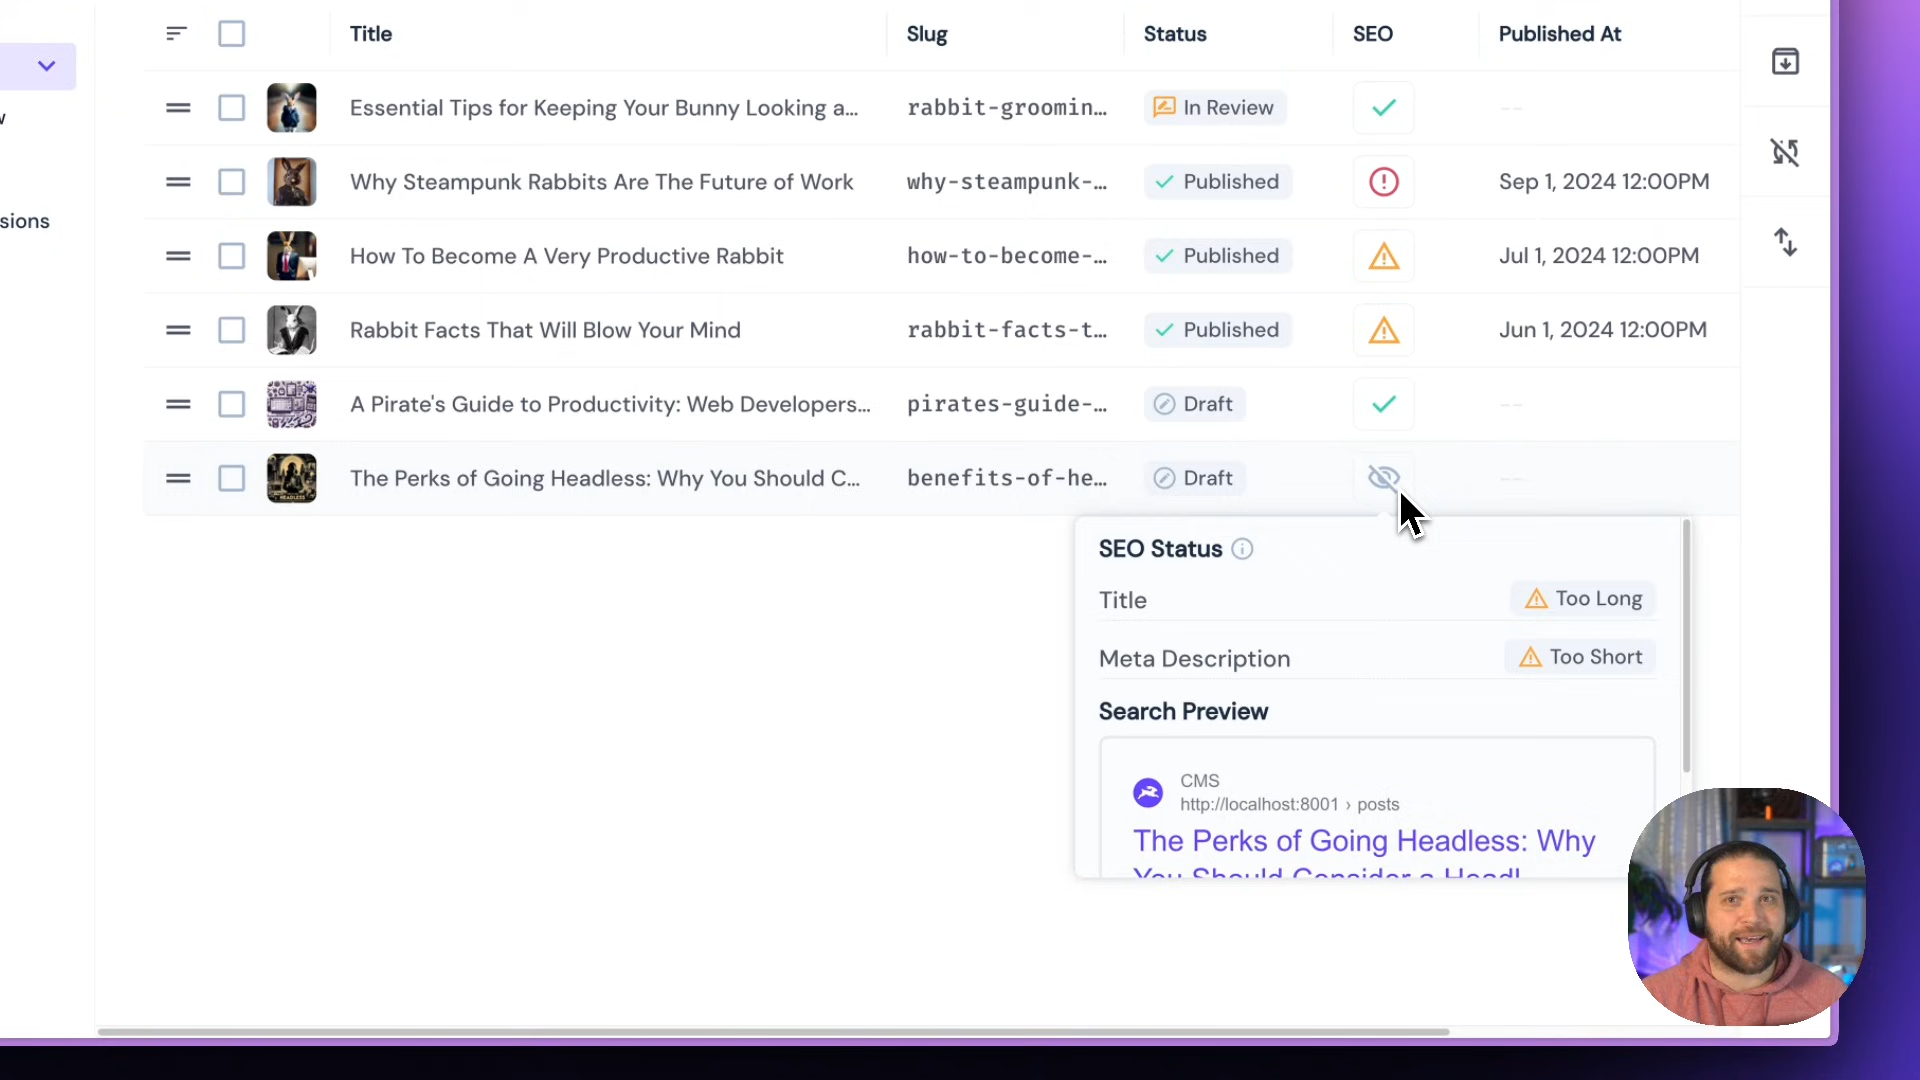 Title Slug Status SEO Published At
w
sions
Essential Tips for Keeping Your Bunny Looking a... rabbit-groomin... In Review --
Why Steampunk Rabbits Are The Future of Work why-steampunk-... Published Sep 1, 2024 12:00PM
How To Become A Very Productive Rabbit how-to-become-... Published Jul 1, 2024 12:00PM
Rabbit Facts That Will Blow Your Mind rabbit-facts-t... Published Jun 1, 2024 12:00PM
A Pirate's Guide to Productivity: Web Developers... pirates-guide-... Draft --
HEADLESS
The Perks of Going Headless: Why You Should C... benefits-of-he... Draft --
SEO Status
Title Too Long
Meta Description Too Short
Search Preview
CMS
http://localhost:8001 › posts
The Perks of Going Headless: Why
You Should Consider a Headl